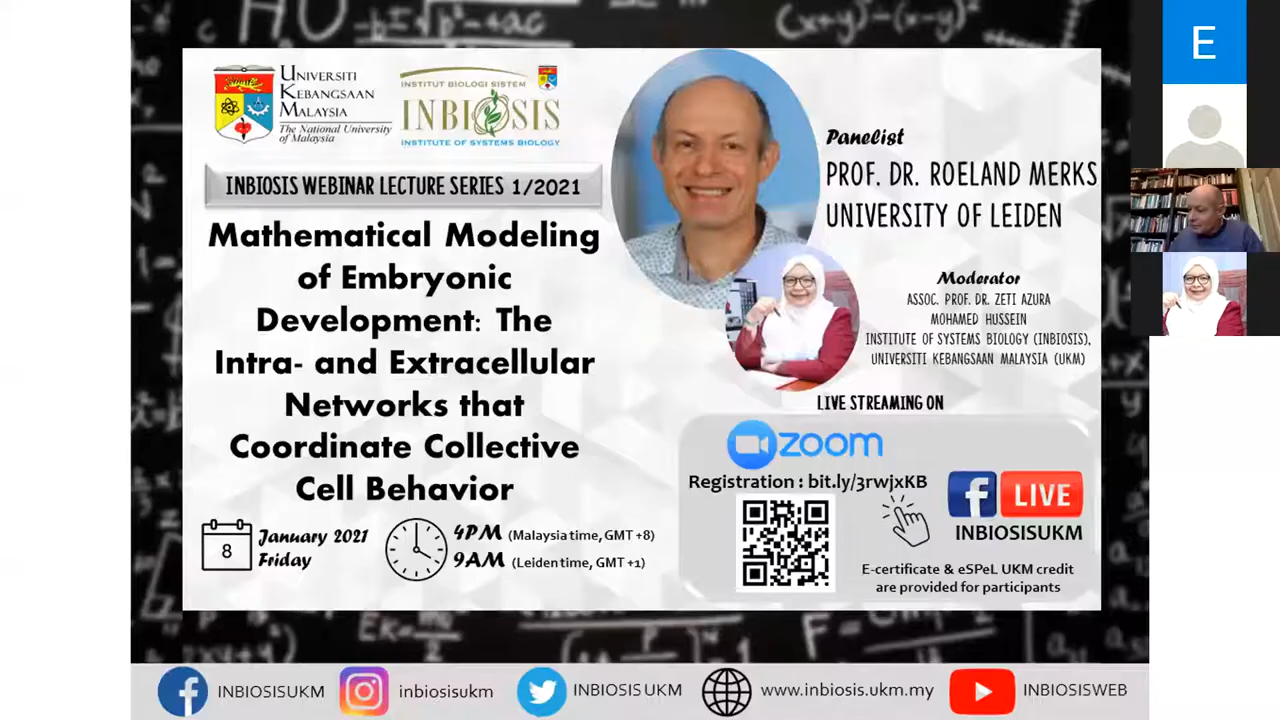 UNIVERSITI
KEBANGSAAN
MALAYSIA
The National University
of Malaysia
INSTITUT BIOLOGI SISTEM
INBIOSIS
INSTITUTE OF SYSTEMS BIOLOGY
INBIOSIS WEBINAR LECTURE SERIES 1/2021
Mathematical Modeling
of Embryonic
Development: The
Intra- and Extracellular
Networks that
Coordinate Collective
Cell Behavior
8
January 2021
Friday
4PM (Malaysia time, GMT +8)
9AM (Leiden time, GMT +1)
Panelist
PROF. DR. ROELAND MERKS
UNIVERSITY OF LEIDEN
Moderator
ASSOC. PROF. DR. ZETI AZURA
MOHAMED HUSSEIN
INSTITUTE OF SYSTEMS BIOLOGY (INBIOSIS),
UNIVERSITI KEBANGSAAN MALAYSIA (UKM)
LIVE STREAMING ON
zoom
Registration : bit.ly/3rwjxKB
f LIVE
INBIOSISUKM
E-certificate & eSPeL UKM credit
are provided for participants
E
INBIOSISUKM
inbiosisukm
INBIOSISUKM
www.inbiosis.ukm.my
INBIOSISWEB